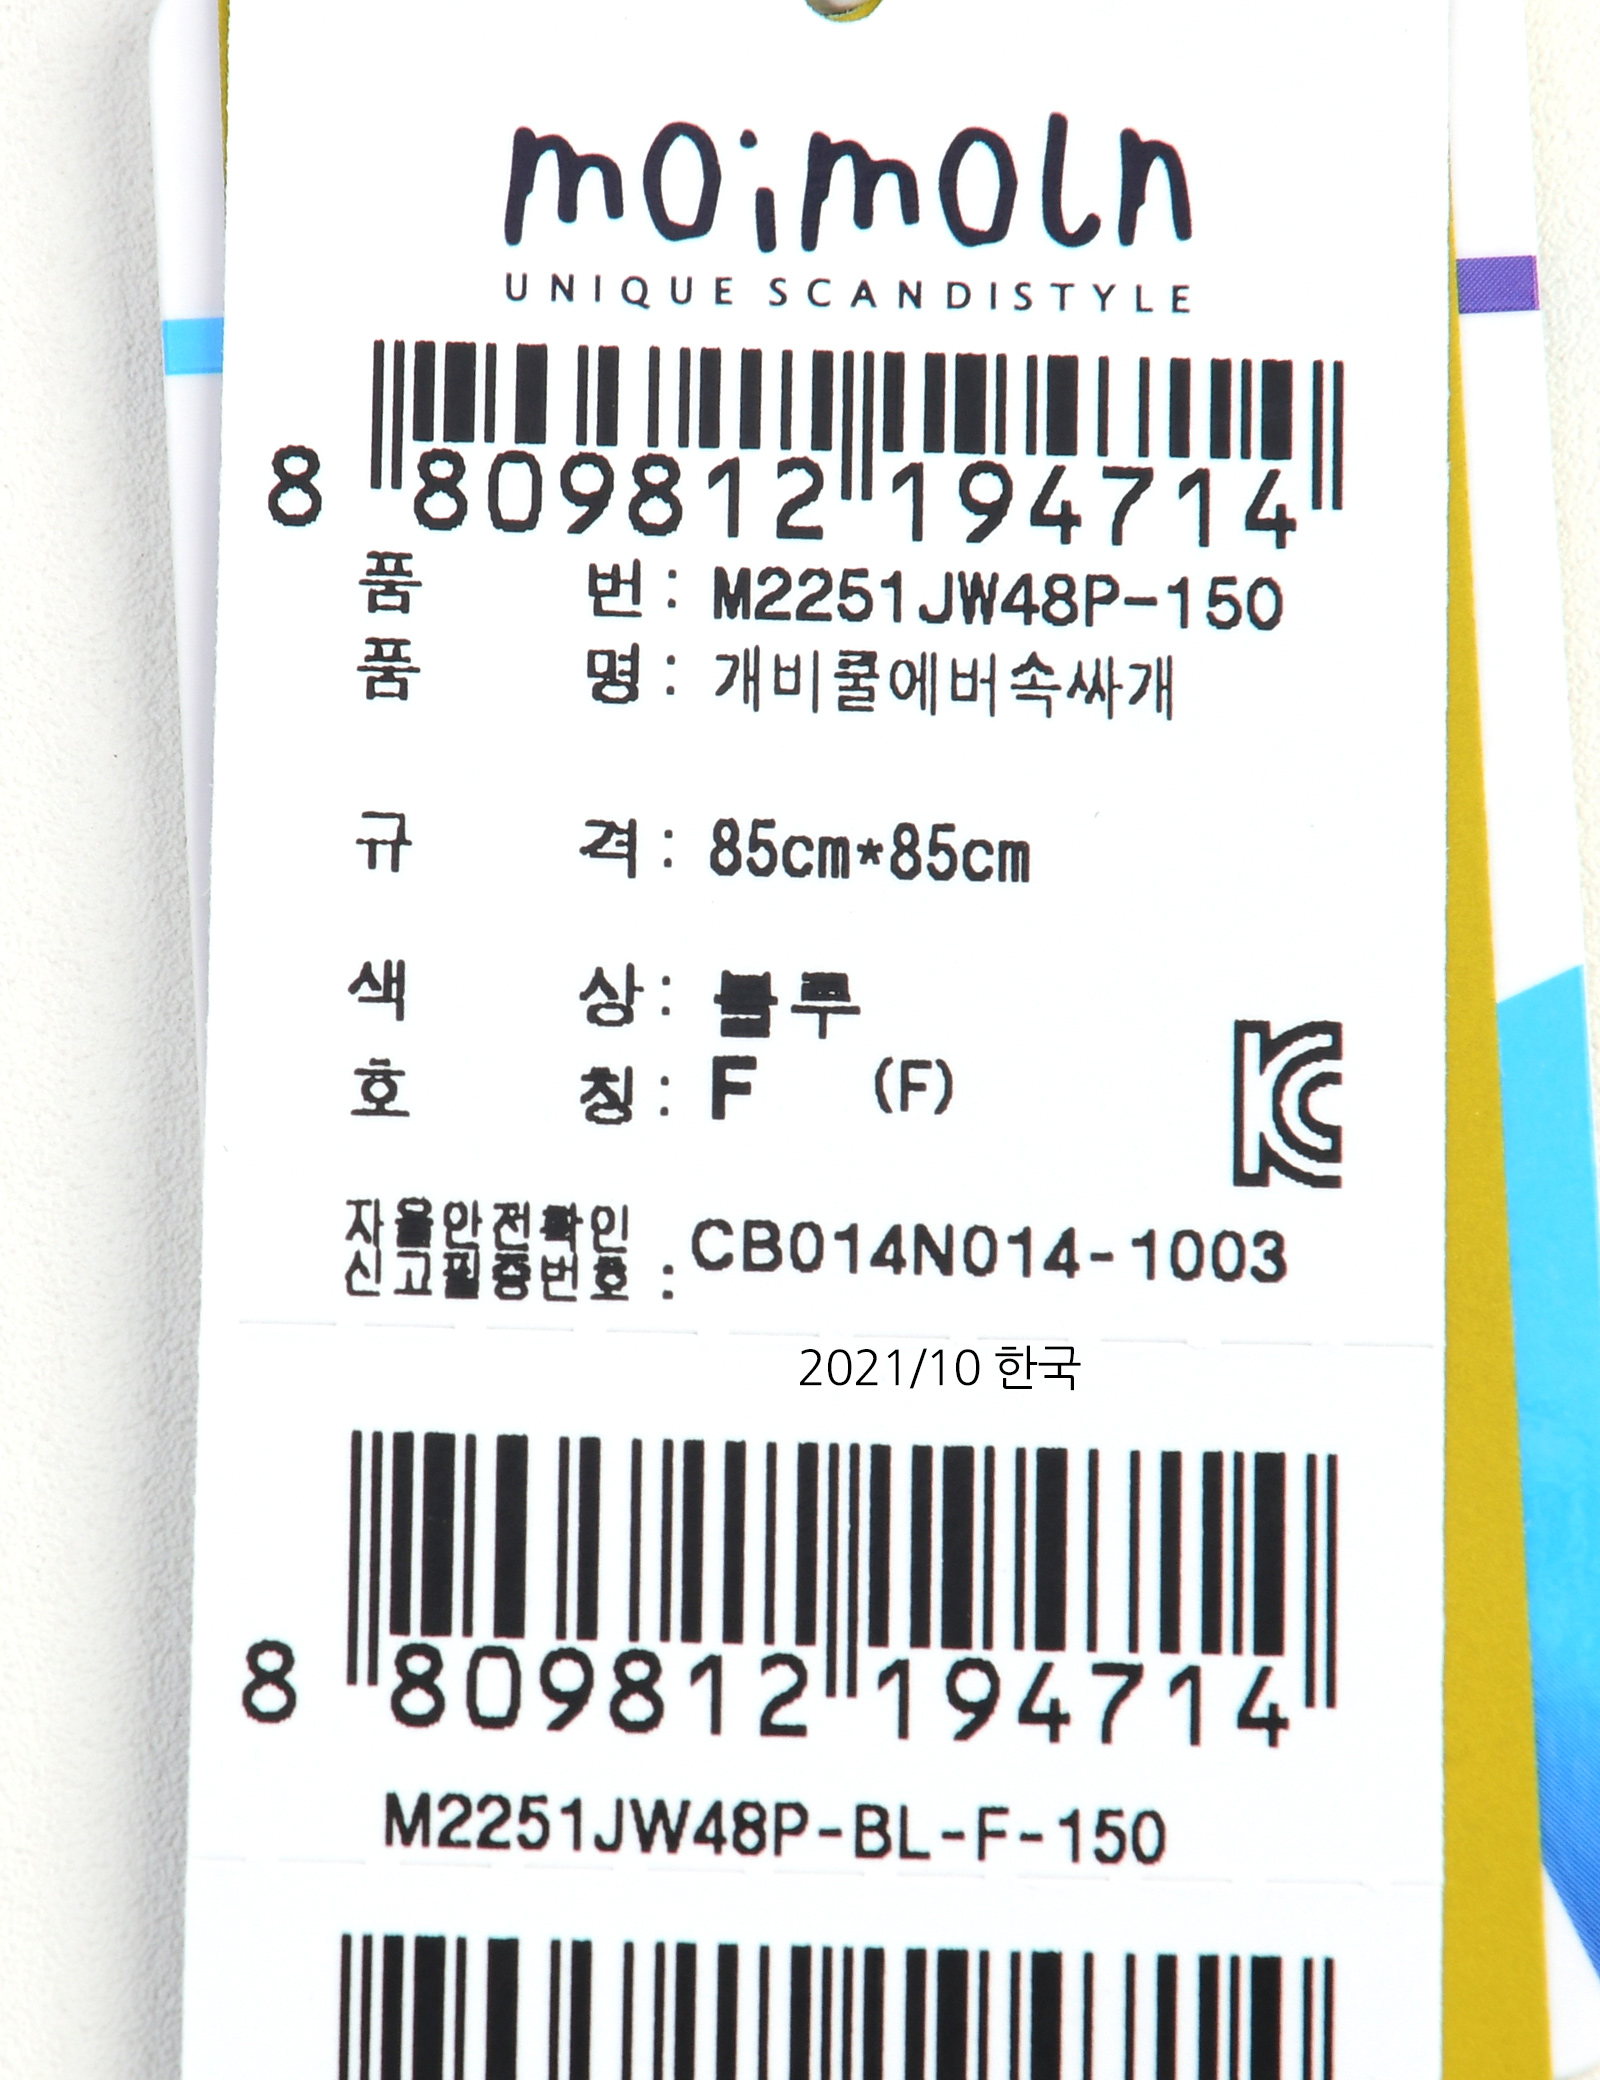 moimoln
UNIQUE SCANDISTYLE
8 809812 194714
품 번 : M2251JW48P-150
품 명 : 개비쿨에버속싸개
규 격 : 85cm*85cm
색 상 : 블루
호 칭 : F (F)
KC
자율안전확인
신고필증번호 : CB014N014-1003
2021/10 한국
8 809812 194714
M2251JW48P-BL-F-150